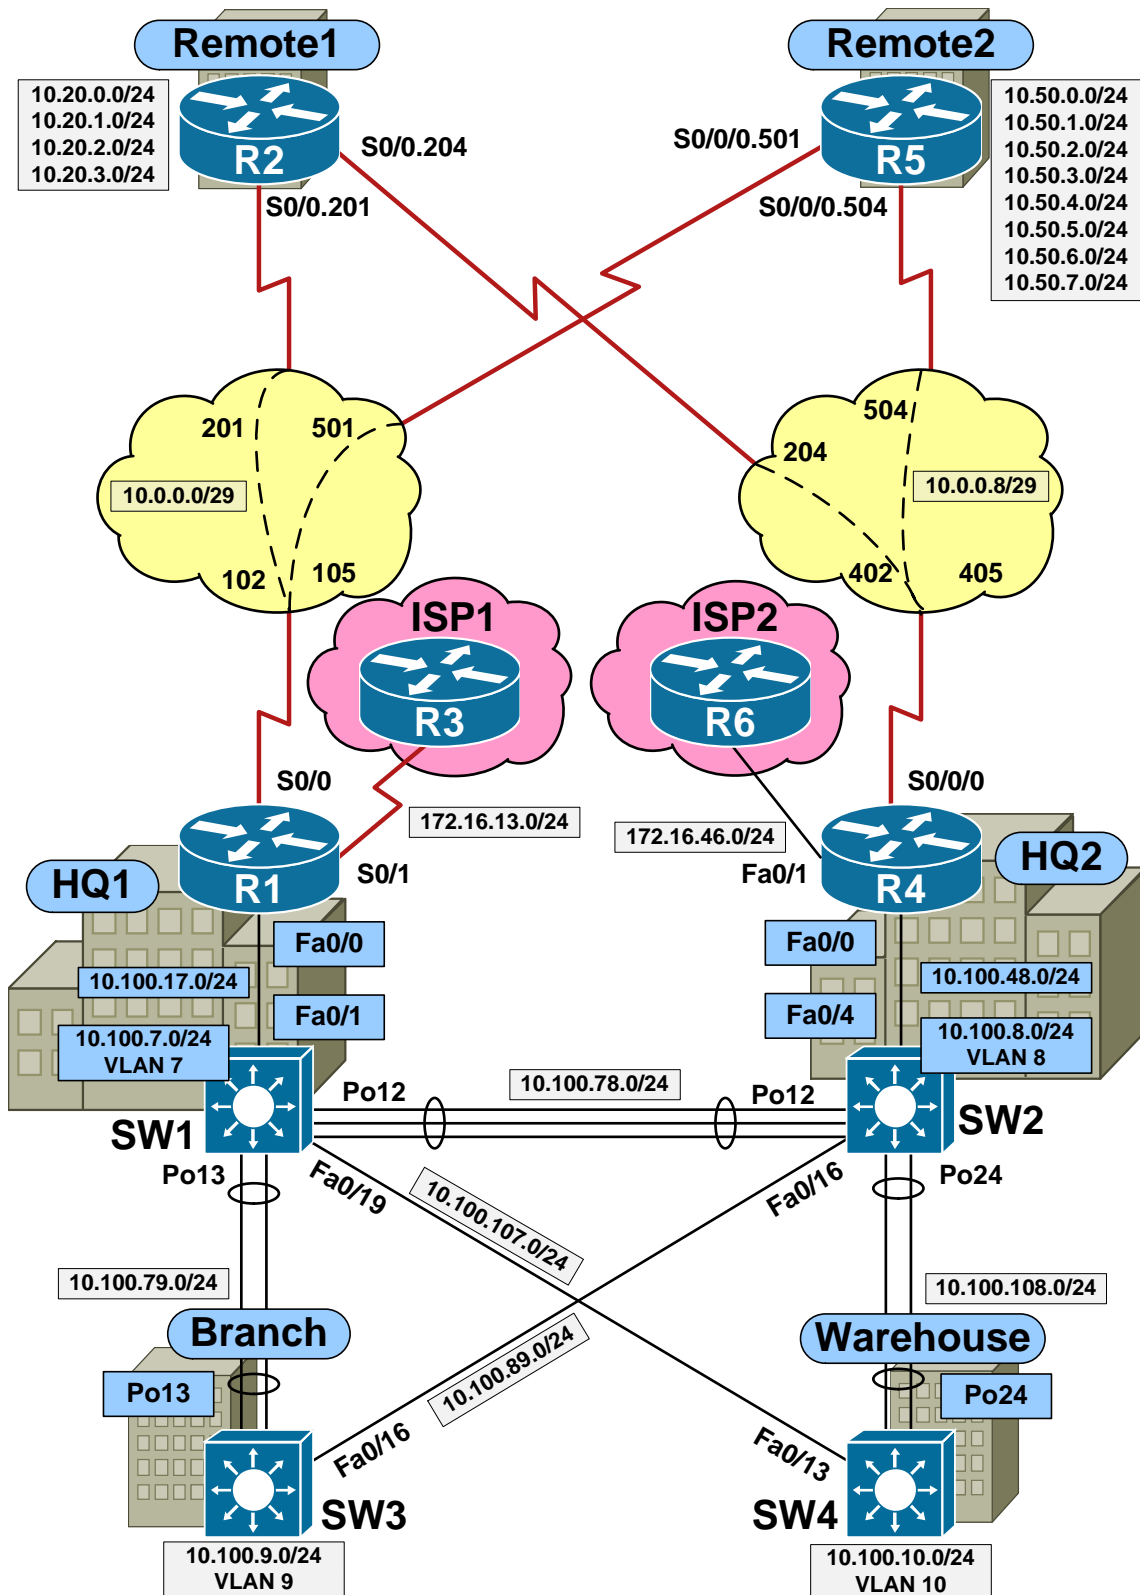 Remote1
Remote2
10.20.0.0/24
10.20.1.0/24
10.20.2.0/24
10.20.3.0/24
R2
S0/0.204
S0/0.201
S0/0/0.501
R5
S0/0/0.504
10.50.0.0/24
10.50.1.0/24
10.50.2.0/24
10.50.3.0/24
10.50.4.0/24
10.50.5.0/24
10.50.6.0/24
10.50.7.0/24
201
501
10.0.0.0/29
102
105
504
204
10.0.0.8/29
402
405
ISP1
R3
ISP2
R6
S0/0
172.16.13.0/24
S0/1
R1
HQ1
S0/0/0
172.16.46.0/24
Fa0/1
R4
HQ2
Fa0/0
10.100.17.0/24
Fa0/1
10.100.7.0/24
VLAN 7
Fa0/0
10.100.48.0/24
Fa0/4
10.100.8.0/24
VLAN 8
Po12
10.100.78.0/24
Po12
SW1
SW2
Po13
Fa0/19
10.100.107.0/24
Fa0/16
Po24
10.100.79.0/24
10.100.108.0/24
Branch
10.100.89.0/24
Warehouse
Po13
Po24
Fa0/16
Fa0/13
SW3
SW4
10.100.9.0/24
VLAN 9
10.100.10.0/24
VLAN 10